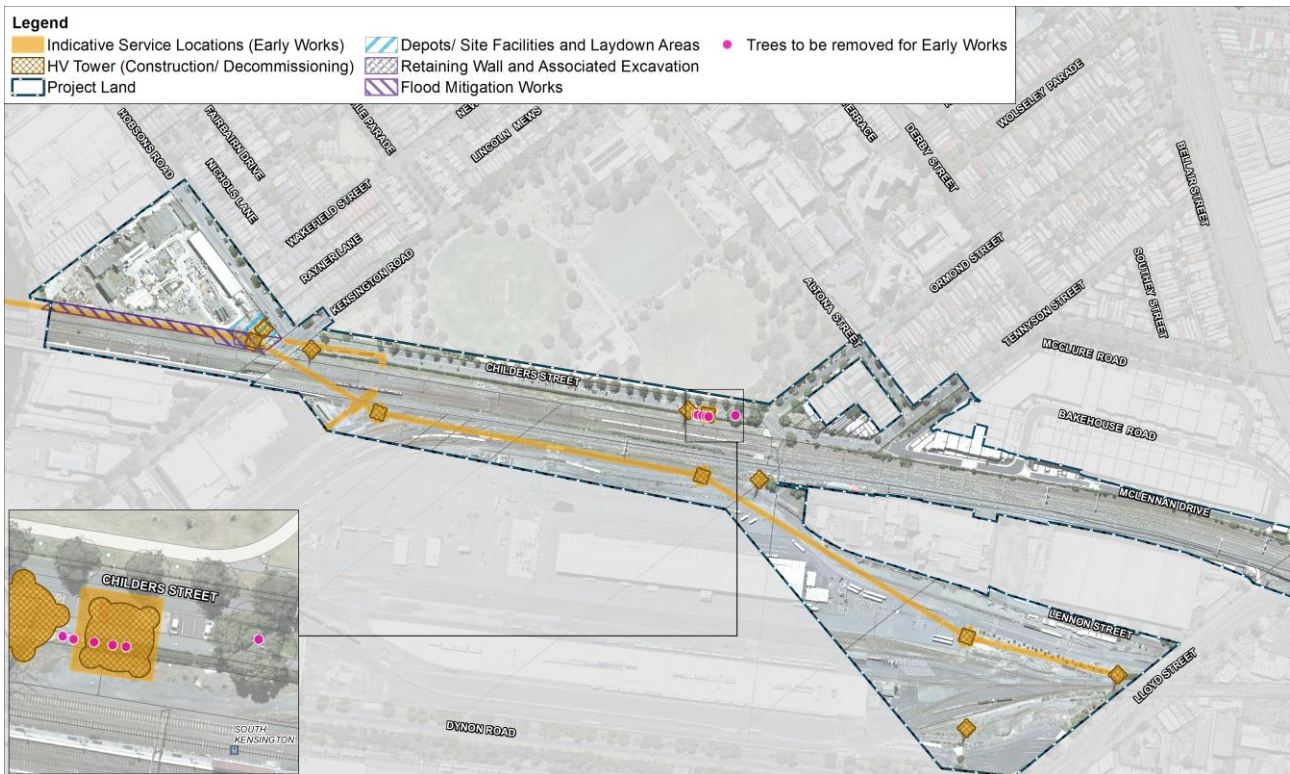 Legend
Indicative Service Locations (Early Works)
HV Tower (Construction/ Decommissioning)
Project Land
Depots/ Site Facilities and Laydown Areas
Retaining Wall and Associated Excavation
Flood Mitigation Works
Trees to be removed for Early Works
HOBSONS ROAD
FAIRBAIRN DRIVE
NICHOLS LANE
LINCOLN MEWS
WAKEFIELD STREET
RAYNER LANE
KENSINGTON ROAD
CHILDERS STREET
DERBY STREET
WOLSELEY PARADE
BELLAIR STREET
ORMOND STREET
SOUTHEY STREET
TENNYSON STREET
ALTONA STREET
MCCLURE ROAD
BAKEHOUSE ROAD
MCLENNAN DRIVE
LENNON STREET
LLOYD STREET
DYNON ROAD
CHILDERS STREET
SOUTH
KENSINGTON